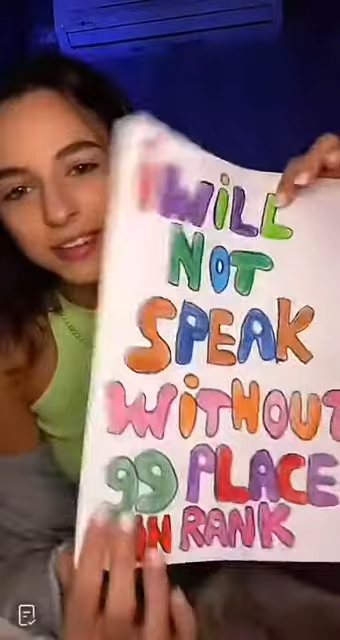 I WiLL
NOT
SPEAK
WiTHOUT
99 PLACE
IN RANK